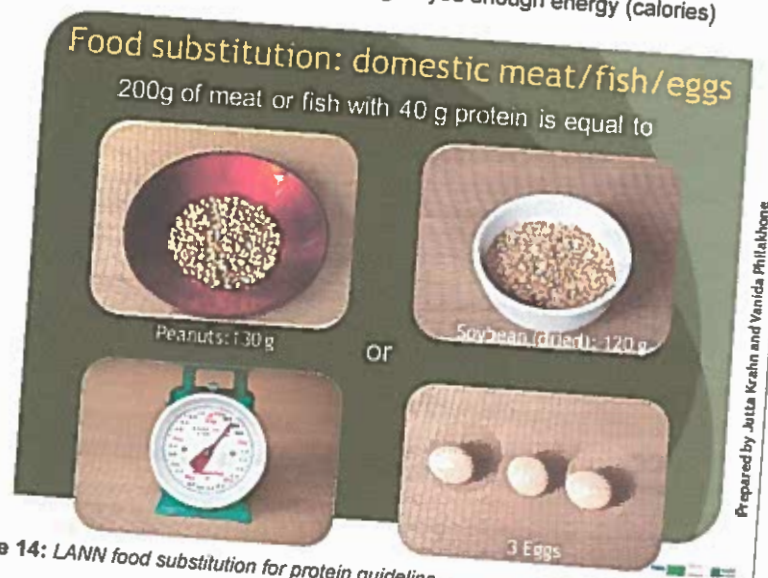 enough energy (calories)
Food substitution: domestic meat/fish/eggs
200g of meat or fish with 40 g protein is equal to
Peanuts: 130 g
Soybean (dried): 120 g
or
3 Eggs
Prepared by Jutta Krahn and Vanida Philakhone
14: LANN food substitution for protein guideline